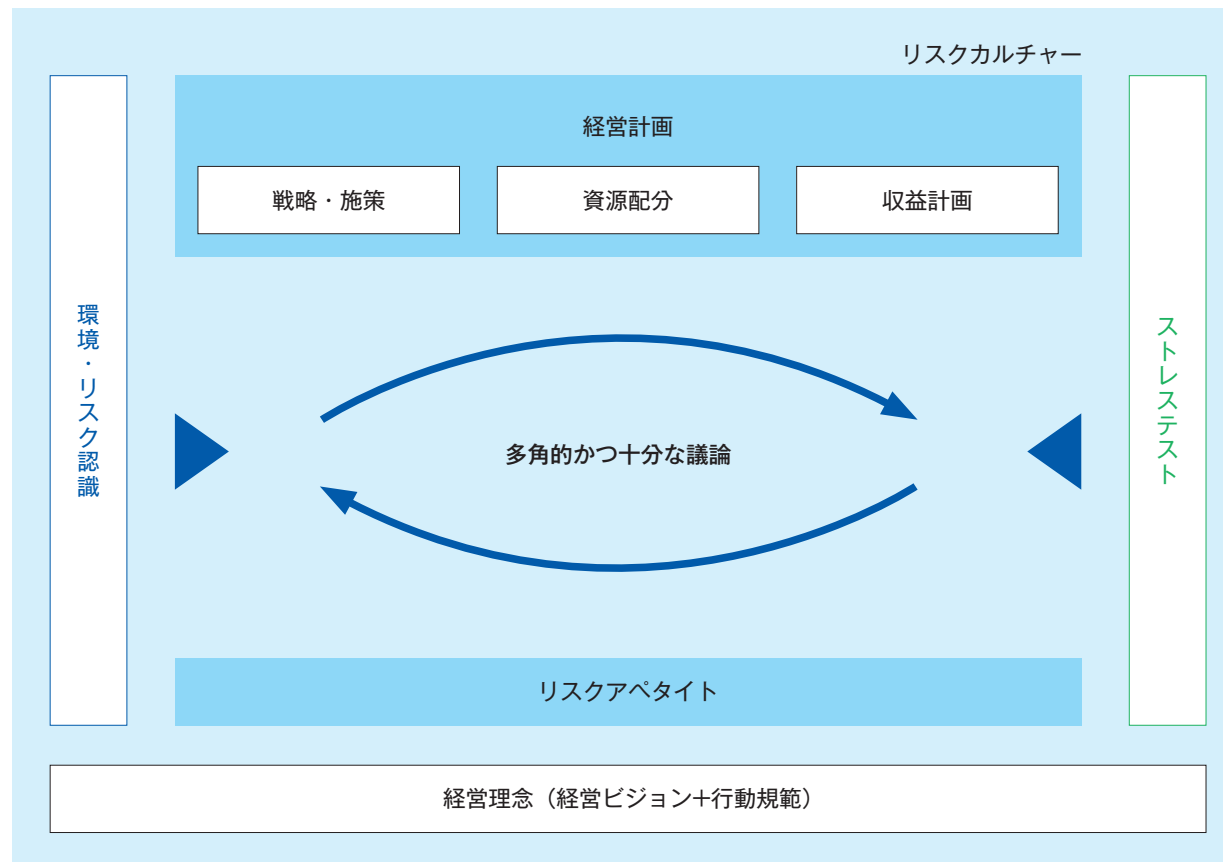 リスクカルチャー
経営計画
戦略・施策
資源配分
収益計画
環境・リスク認識
多角的かつ十分な議論
ストレステスト
リスクアペタイト
経営理念（経営ビジョン＋行動規範）